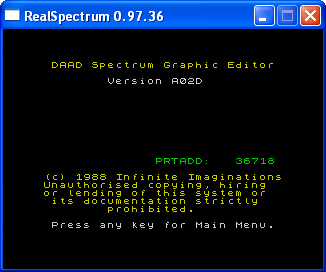 RealSpectrum 0.97.36
DAAD Spectrum Graphic Editor
Version A02D
PRTADD: 36718
(c) 1988 Infinite Imaginations
Unauthorised copying, hiring
or lending of this system or
its documentation strictly
prohibited.
Press any key for Main Menu.